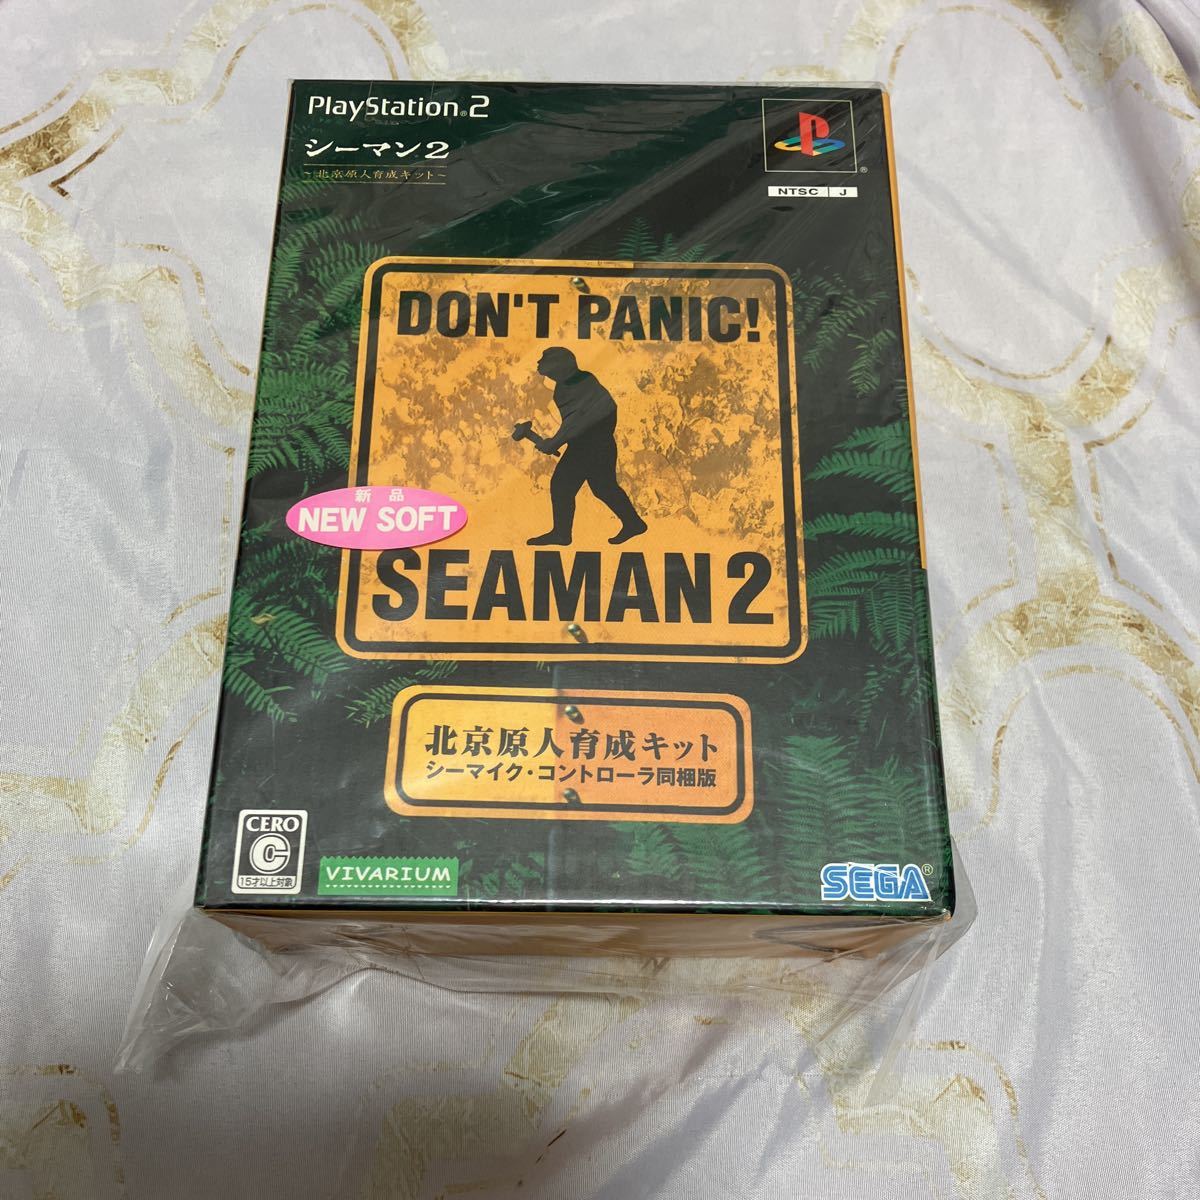 PlayStation®2
シーマン2
~北京原人育成キット~
®
NTSC J
DON'T PANIC!
新品
NEW SOFT
SEAMAN 2
北京原人育成キット
シーマイク・コントローラ同梱版
CERO
C
15才以上対象
VIVARIUM
SEGA®